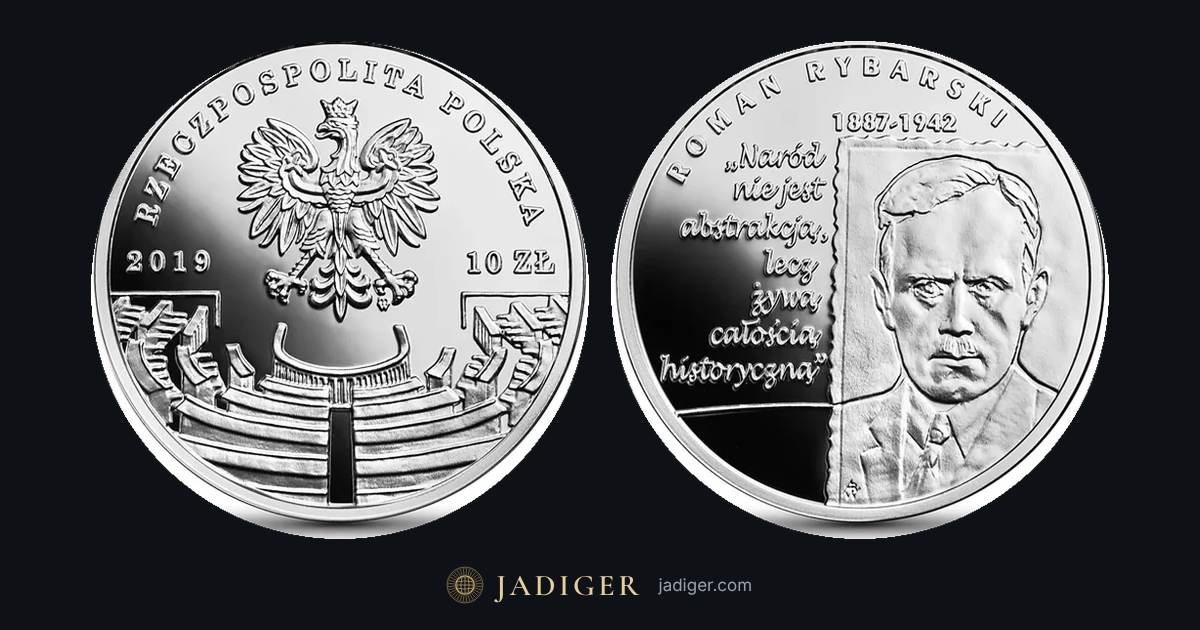 RZECZPOSPOLITA POLSKA
2019
10 ZŁ
ROMAN RYBARSKI
1887-1942
„Naród
nie jest
abstrakcją,
lecz
żywą
całością
historyczną”
JADIGER
jadiger.com